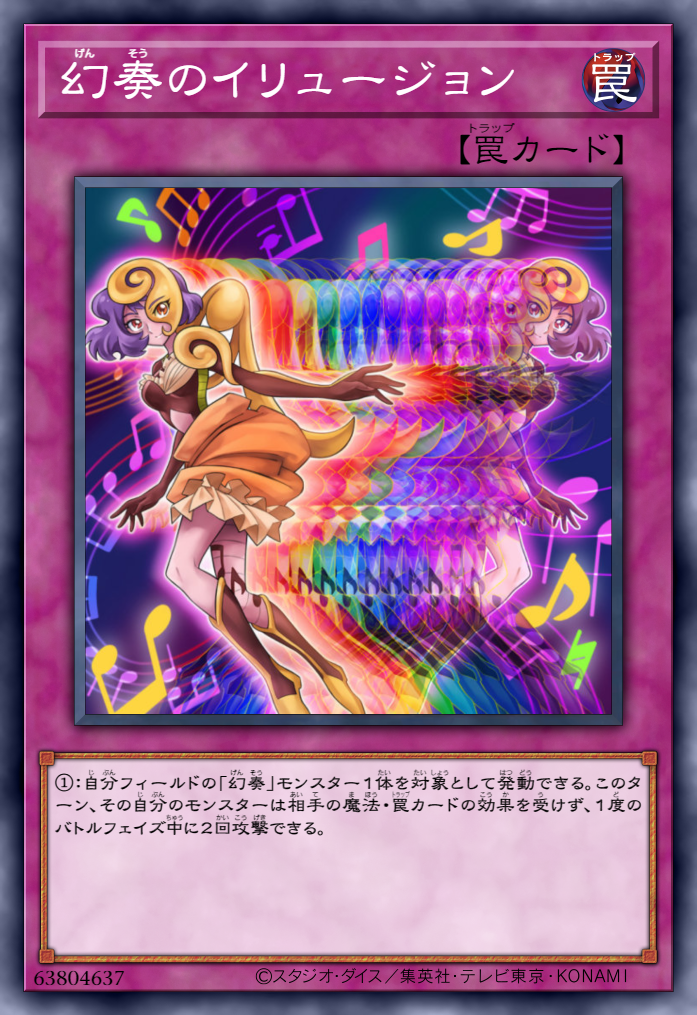 幻奏のイリュージョン
罠
【罠カード】
①:自分フィールドの「幻奏」モンスター1体を対象として発動できる。このタ
ーン、その自分のモンスターは相手の魔法・罠カードの効果を受けず、1度の
バトルフェイズ中に2回攻撃できる。
63804637 ©スタジオ・ダイス／集英社・テレビ東京・KONAMI